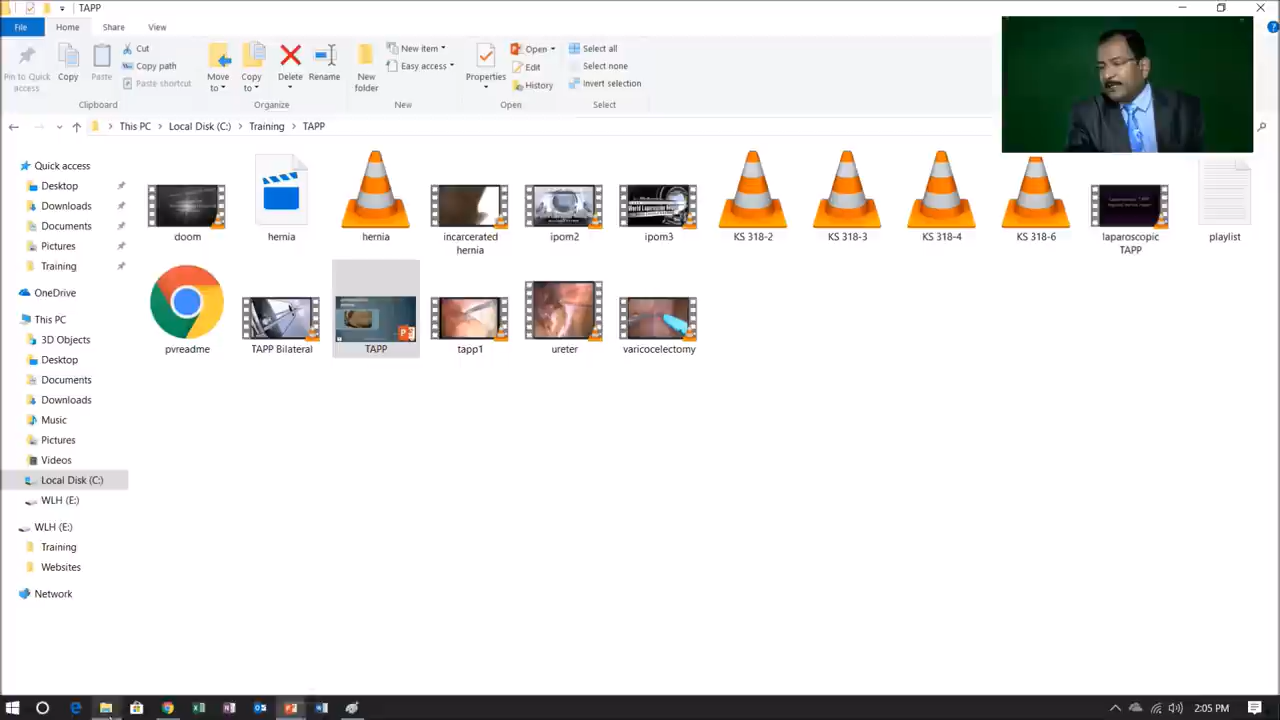 TAPP
File Home Share View
Pin to Quick access
Copy
Paste
Cut
Copy path
Paste shortcut
Clipboard
Move to
Copy to
Delete
Rename
Organize
New folder
New item
Easy access
New
Properties
Open
Edit
History
Open
Select all
Select none
Invert selection
Select
This PC > Local Disk (C:) > Training > TAPP
Quick access
Desktop
Downloads
Documents
Pictures
Training
OneDrive
This PC
3D Objects
Desktop
Documents
Downloads
Music
Pictures
Videos
Local Disk (C:)
WLH (E:)
WLH (E:)
Training
Websites
Network
doom
hernia
hernia
incarcerated hernia
ipom2
ipom3
KS 318-2
KS 318-3
KS 318-4
KS 318-6
laparoscopic TAPP
playlist
pvreadme
TAPP Bilateral
TAPP
tapp1
ureter
varicocelectomy
2:05 PM